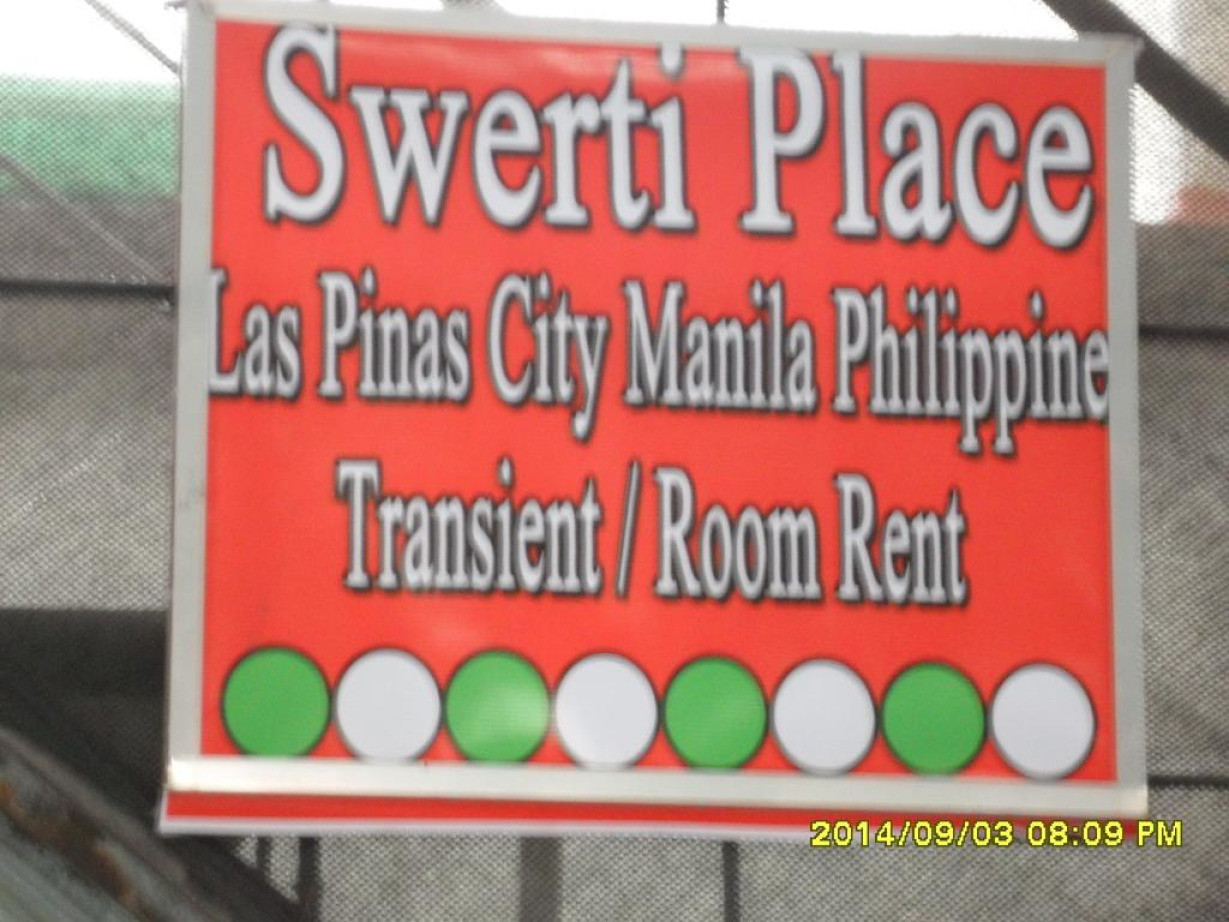 Swerti Place
Las Pinas City Manila Philippine
Transient / Room Rent
2014/09/03 08:09 PM